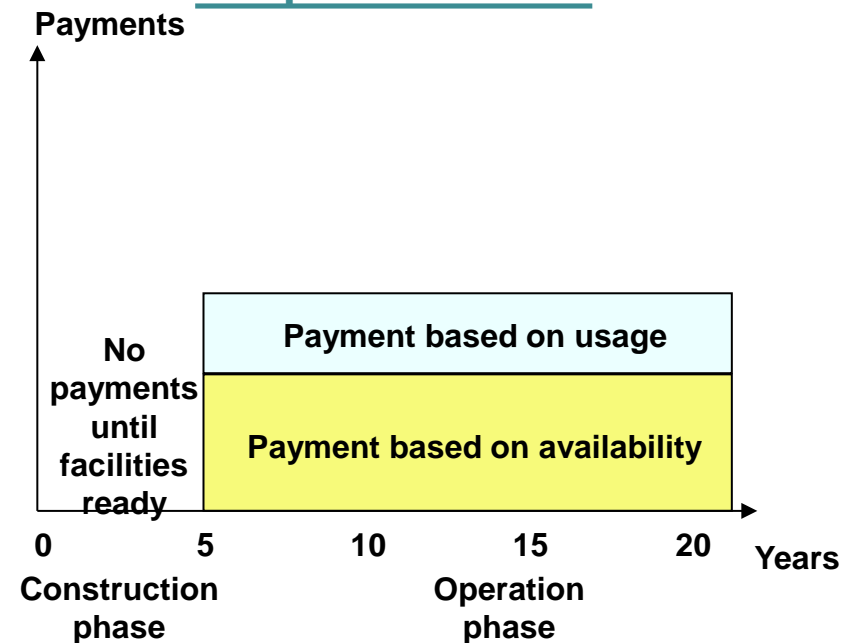 Payments
Payment based on usage
No
payments
until
facilities
ready
Payment based on availability
0 5 10 15 20 Years
Construction
phase
Operation
phase